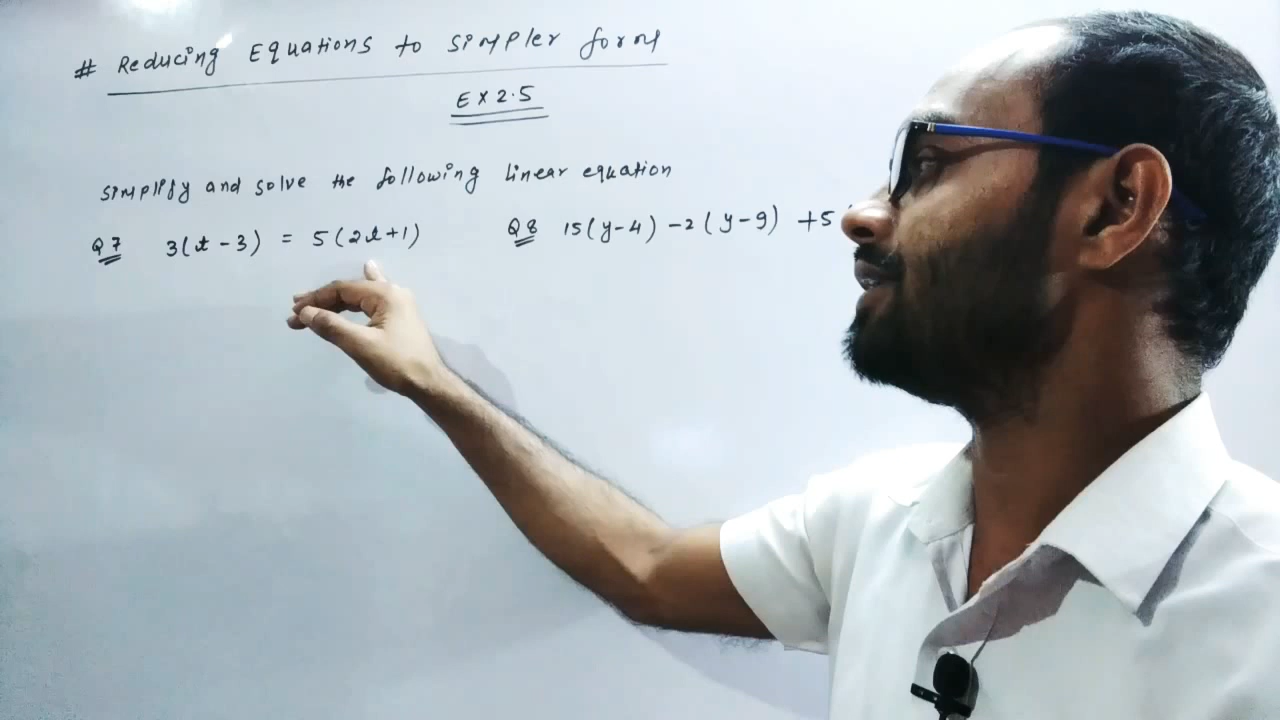 # Reducing Equations to simpler form
EX 2.5
simplify and solve the following linear equation
Q7 3(t-3) = 5(2t+1) Q8 15(y-4) -2(y-9) +5